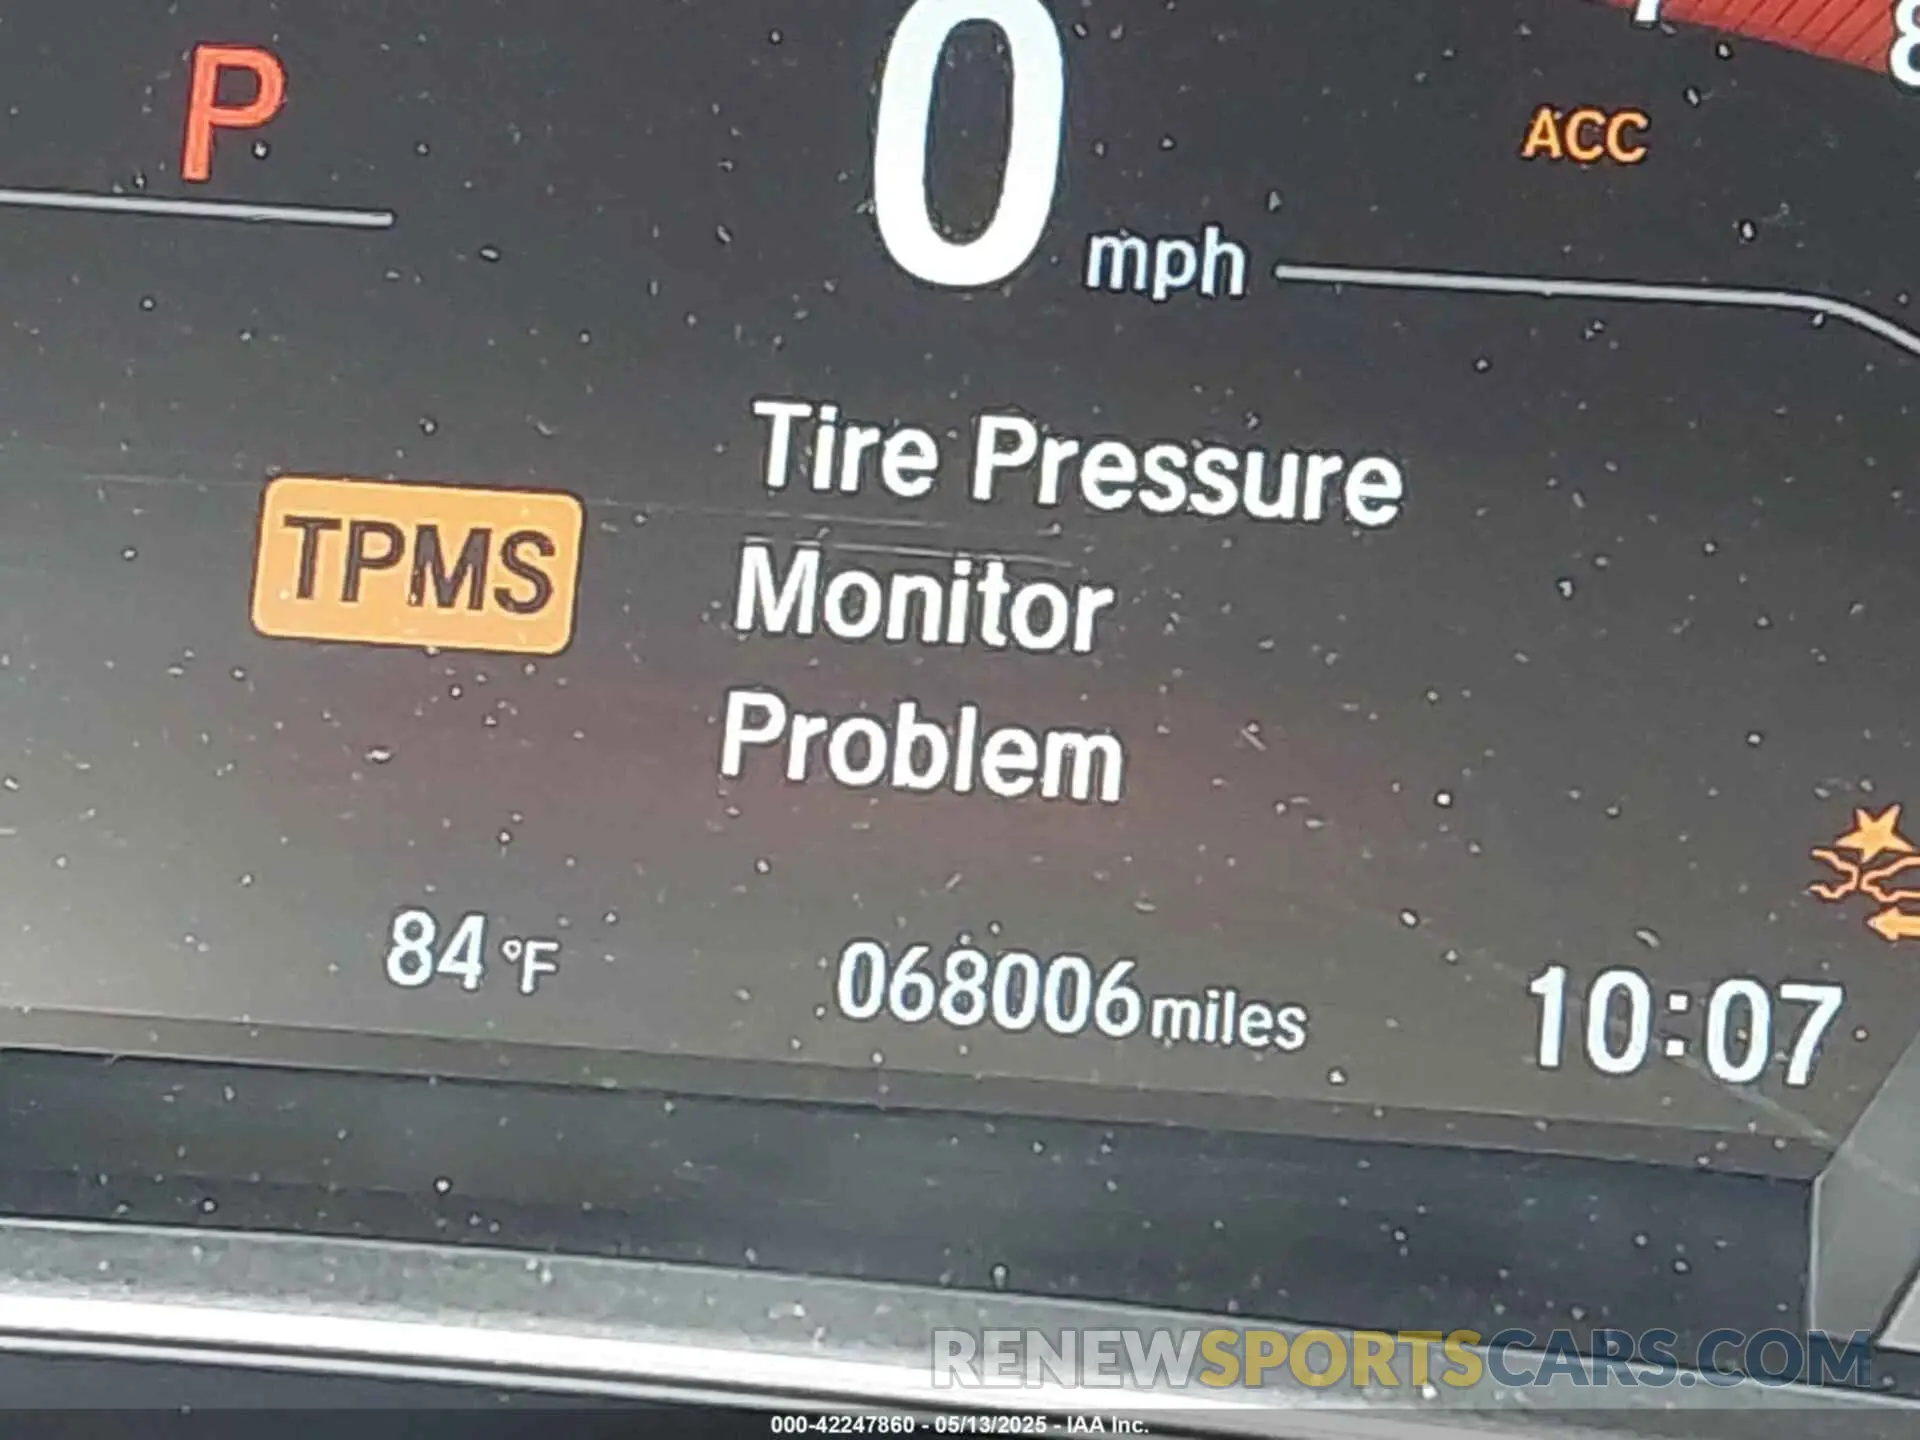 P
0 mph
ACC
8
Tire Pressure
TPMS
Monitor
Problem
84 °F
068006 miles
10:07
RENEWSPORTSCARS.COM
000-42247860 - 05/13/2025 - IAA Inc.